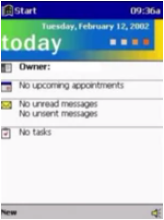 Start 09:36a
Tuesday, February 12, 2002
today
Owner:
No upcoming appointments
No unread messages
No unsent messages
No tasks
New